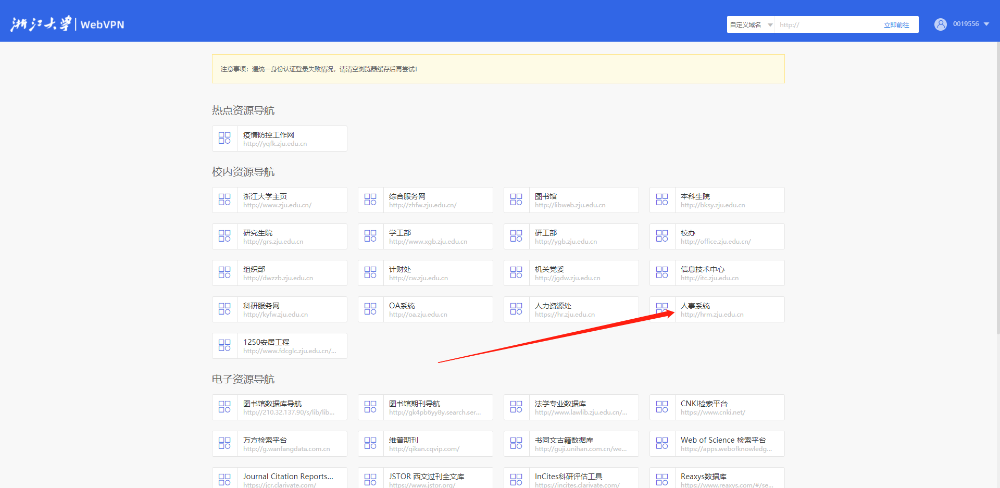 浙江大学 | WebVPN
自定义域名 http:// 立即前往 0019556
注意事项：遇统一身份认证登录失败情况，请清空浏览器缓存后再尝试！
热点资源导航
疫情防控工作网
http://yqfk.zju.edu.cn
校内资源导航
浙江大学主页
http://www.zju.edu.cn/
综合服务网
http://zhfw.zju.edu.cn/
图书馆
http://libweb.zju.edu.cn
本科生院
http://bksy.zju.edu.cn
研究生院
http://grs.zju.edu.cn
学工部
http://www.xgb.zju.edu.cn
研工部
http://ygb.zju.edu.cn
校办
http://office.zju.edu.cn/
组织部
http://dwzzb.zju.edu.cn
计财处
http://cw.zju.edu.cn
机关党委
http://jgdw.zju.edu.cn
信息技术中心
http://itc.zju.edu.cn
科研服务网
http://kyfw.zju.edu.cn
OA系统
http://oa.zju.edu.cn
人力资源处
https://hr.zju.edu.cn
人事系统
http://hrm.zju.edu.cn
1250安居工程
http://www.fdcglc.zju.edu.cn/...
电子资源导航
图书馆数据库导航
http://210.32.137.90/s/lib/lib...
图书馆期刊导航
http://gk4pb6yy8y.search.ser...
法学专业数据库
http://www.lawlib.zju.edu.cn/...
CNKI检索平台
https://www.cnki.net/
万方检索平台
http://g.wanfangdata.com.cn
维普期刊
http://qikan.cqvip.com/
书同文古籍数据库
http://guji.unihan.com.cn/we...
Web of Science 检索平台
https://apps.webofknowledg...
Journal Citation Reports...
https://jcr.clarivate.com/
JSTOR 西文过刊全文库
https://www.jstor.org/
InCites科研评估工具
https://incites.clarivate.com/
Reaxys数据库
https://www.reaxys.com/#/se...